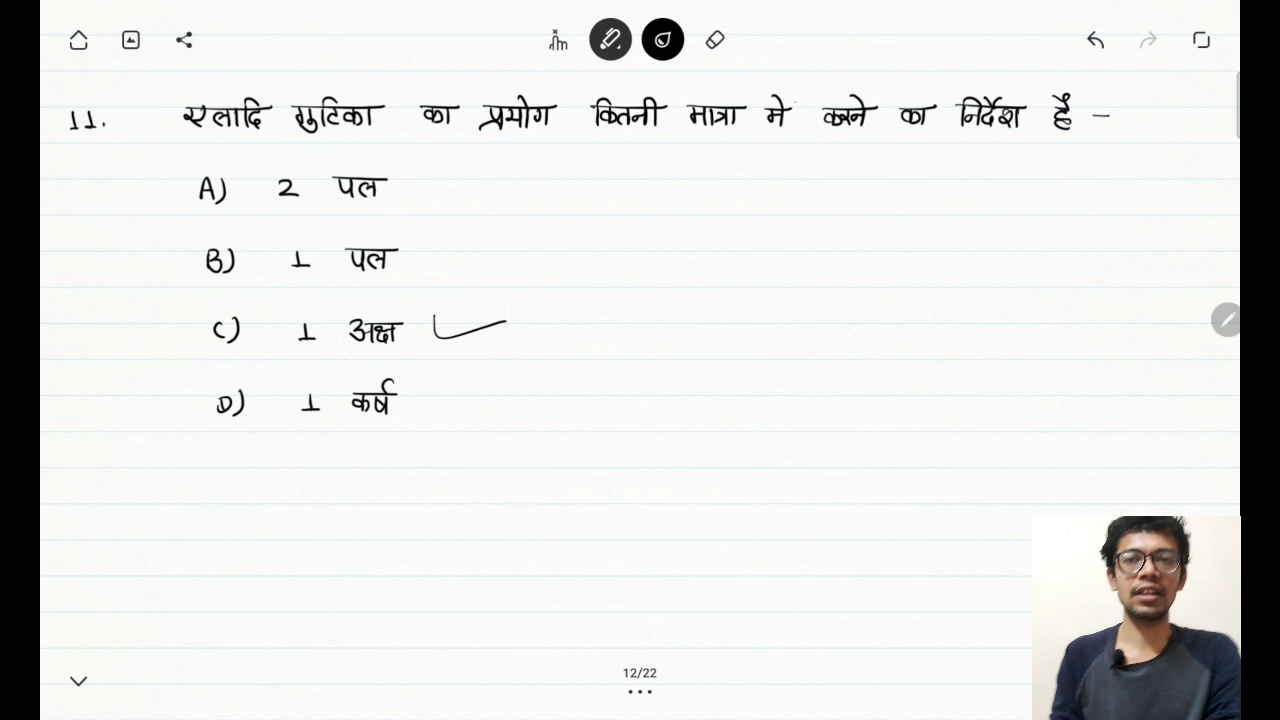 11. एलादि गुटिका का प्रयोग कितनी मात्रा मे करने का निर्देश है -
A) 2 पल
B) 1 पल
C) 1 अक्ष
D) 1 कर्ष
12/22